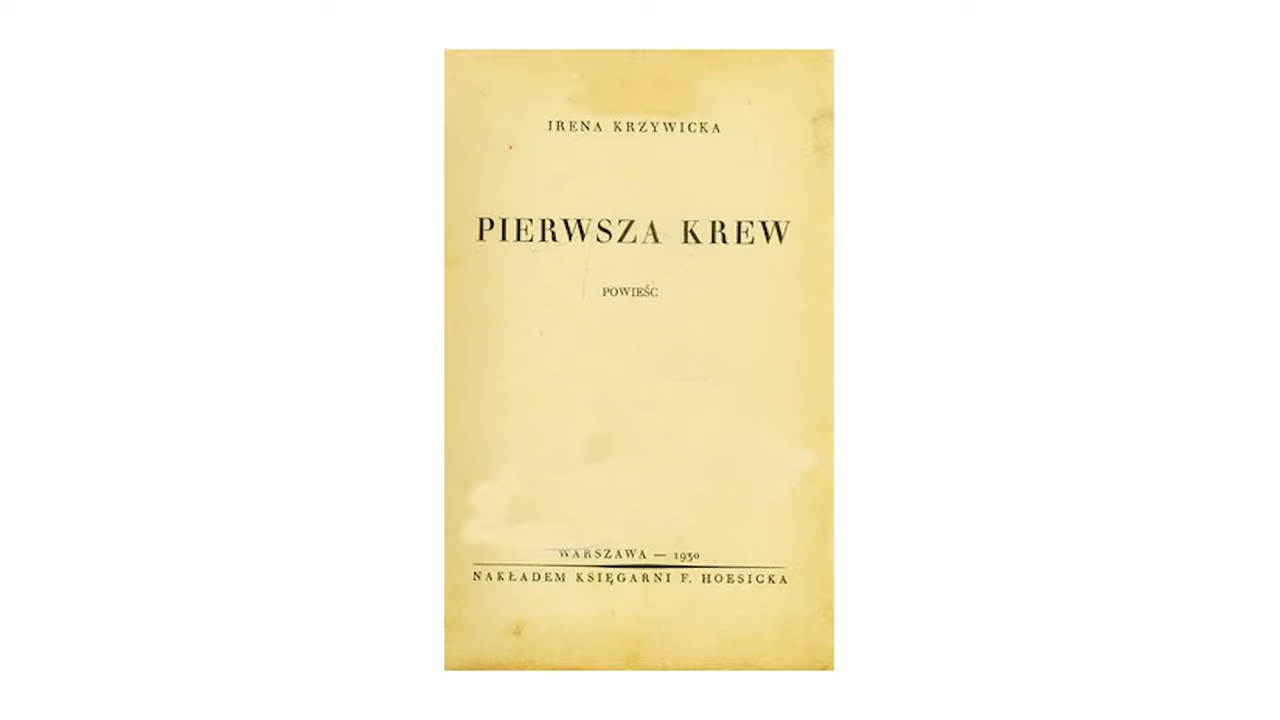 IRENA KRZYWICKA
PIERWSZA KREW
POWIEŚC
WARSZAWA — 1930
NAKŁADEM KSIĘGARNI F. HOESICKA